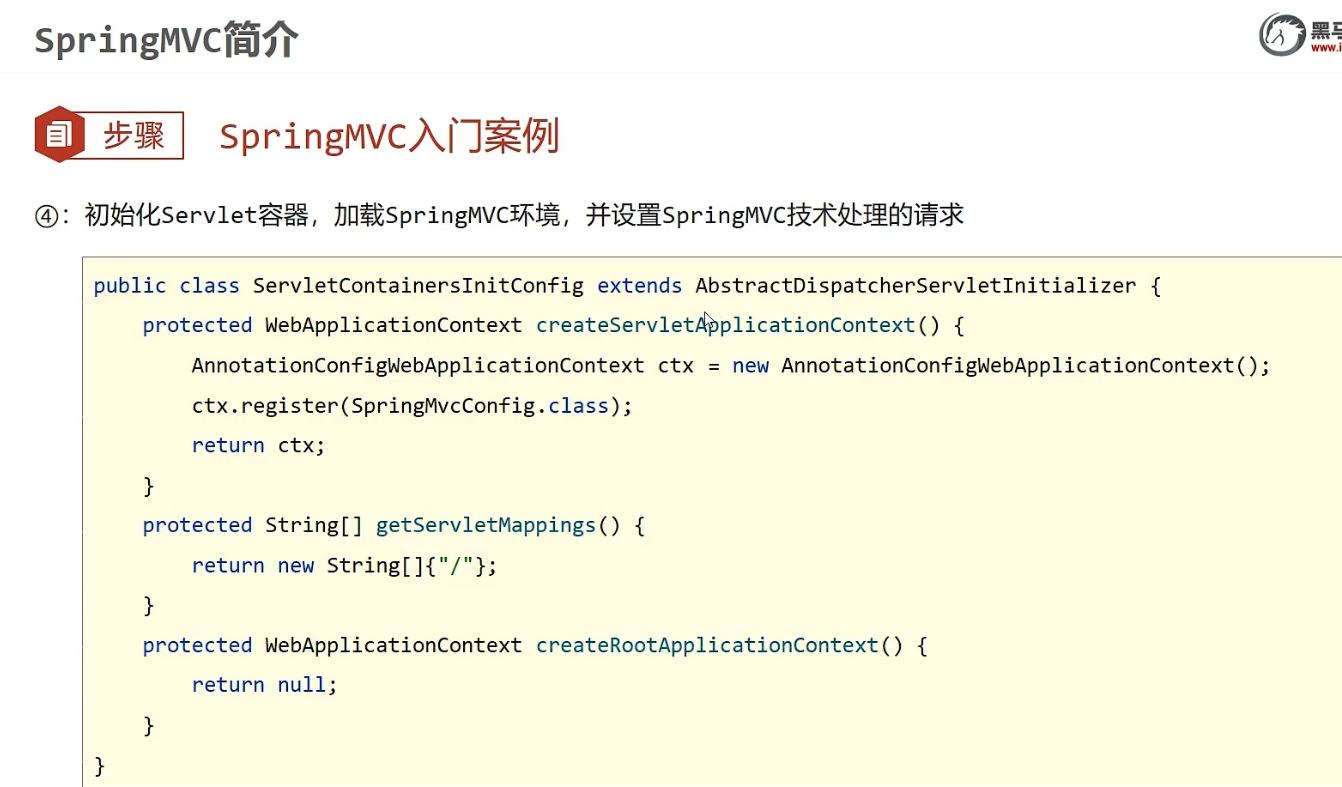 SpringMVC简介
黑马
www.i
步骤
SpringMVC入门案例
④：初始化Servlet容器，加载SpringMVC环境，并设置SpringMVC技术处理的请求
public class ServletContainersInitConfig extends AbstractDispatcherServletInitializer {
protected WebApplicationContext createServletApplicationContext() {
AnnotationConfigWebApplicationContext ctx = new AnnotationConfigWebApplicationContext();
ctx.register(SpringMvcConfig.class);
return ctx;
}
protected String[] getServletMappings() {
return new String[]{"/"};
}
protected WebApplicationContext createRootApplicationContext() {
return null;
}
}